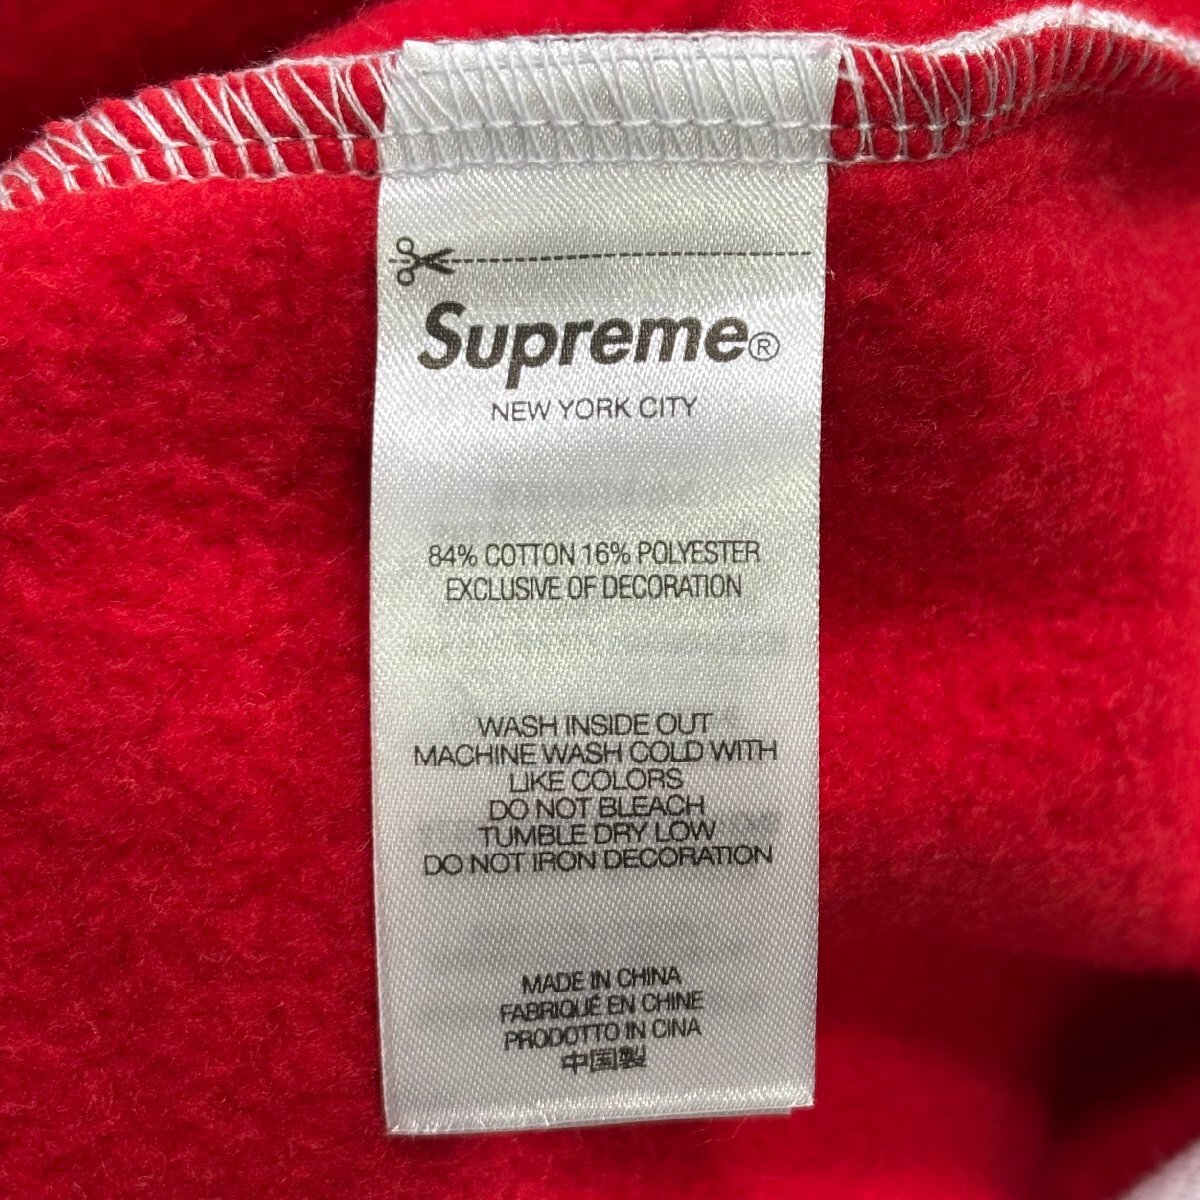 Supreme®
NEW YORK CITY
84% COTTON 16% POLYESTER
EXCLUSIVE OF DECORATION
WASH INSIDE OUT
MACHINE WASH COLD WITH
LIKE COLORS
DO NOT BLEACH
TUMBLE DRY LOW
DO NOT IRON DECORATION
MADE IN CHINA
FABRIQUÉ EN CHINE
PRODOTTO IN CINA
中国製